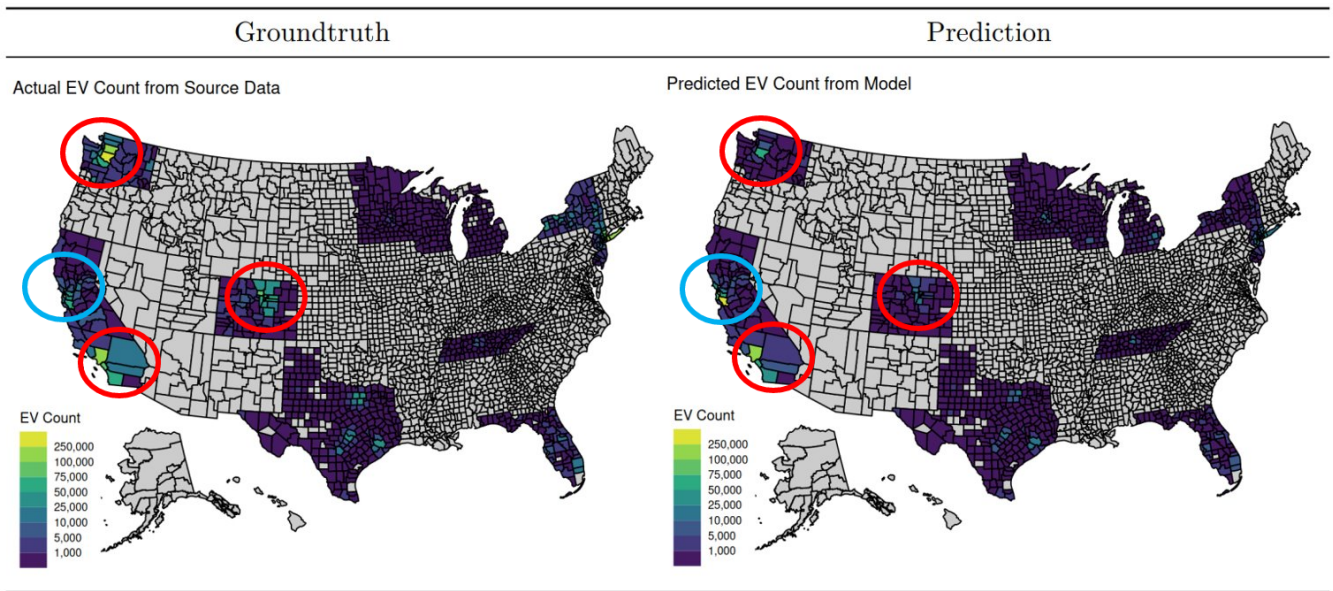 Groundtruth
Prediction
Actual EV Count from Source Data
Predicted EV Count from Model
EV Count
250,000
100,000
75,000
50,000
25,000
10,000
5,000
1,000
EV Count
250,000
100,000
75,000
50,000
25,000
10,000
5,000
1,000